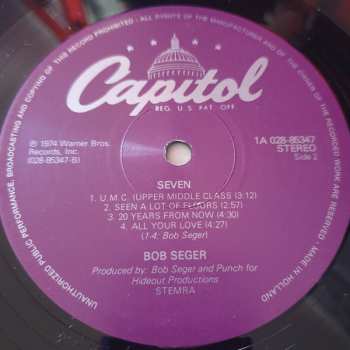 ALL RIGHTS OF THE MANUFACTURER AND OF THE OWNER OF THE RECORDED WORK RESERVED · MADE IN HOLLAND
UNAUTHORIZED PUBLIC PERFORMANCE, BROADCASTING AND COPYING OF THIS RECORD PROHIBITED
Capitol
REG. U.S. PAT. OFF.
℗ 1974 Warner Bros.
Records, Inc.
(028-85347-B)
1A 028-85347
STEREO
Side 2
SEVEN
1. U.M.C. (UPPER MIDDLE CLASS) (3:12)
2. SEEN A LOT OF FLOORS (2:57)
3. 20 YEARS FROM NOW (4:30)
4. ALL YOUR LOVE (4:27)
(1-4: Bob Seger)
BOB SEGER
Produced by: Bob Seger and Punch for
Hideout Productions
STEMRA